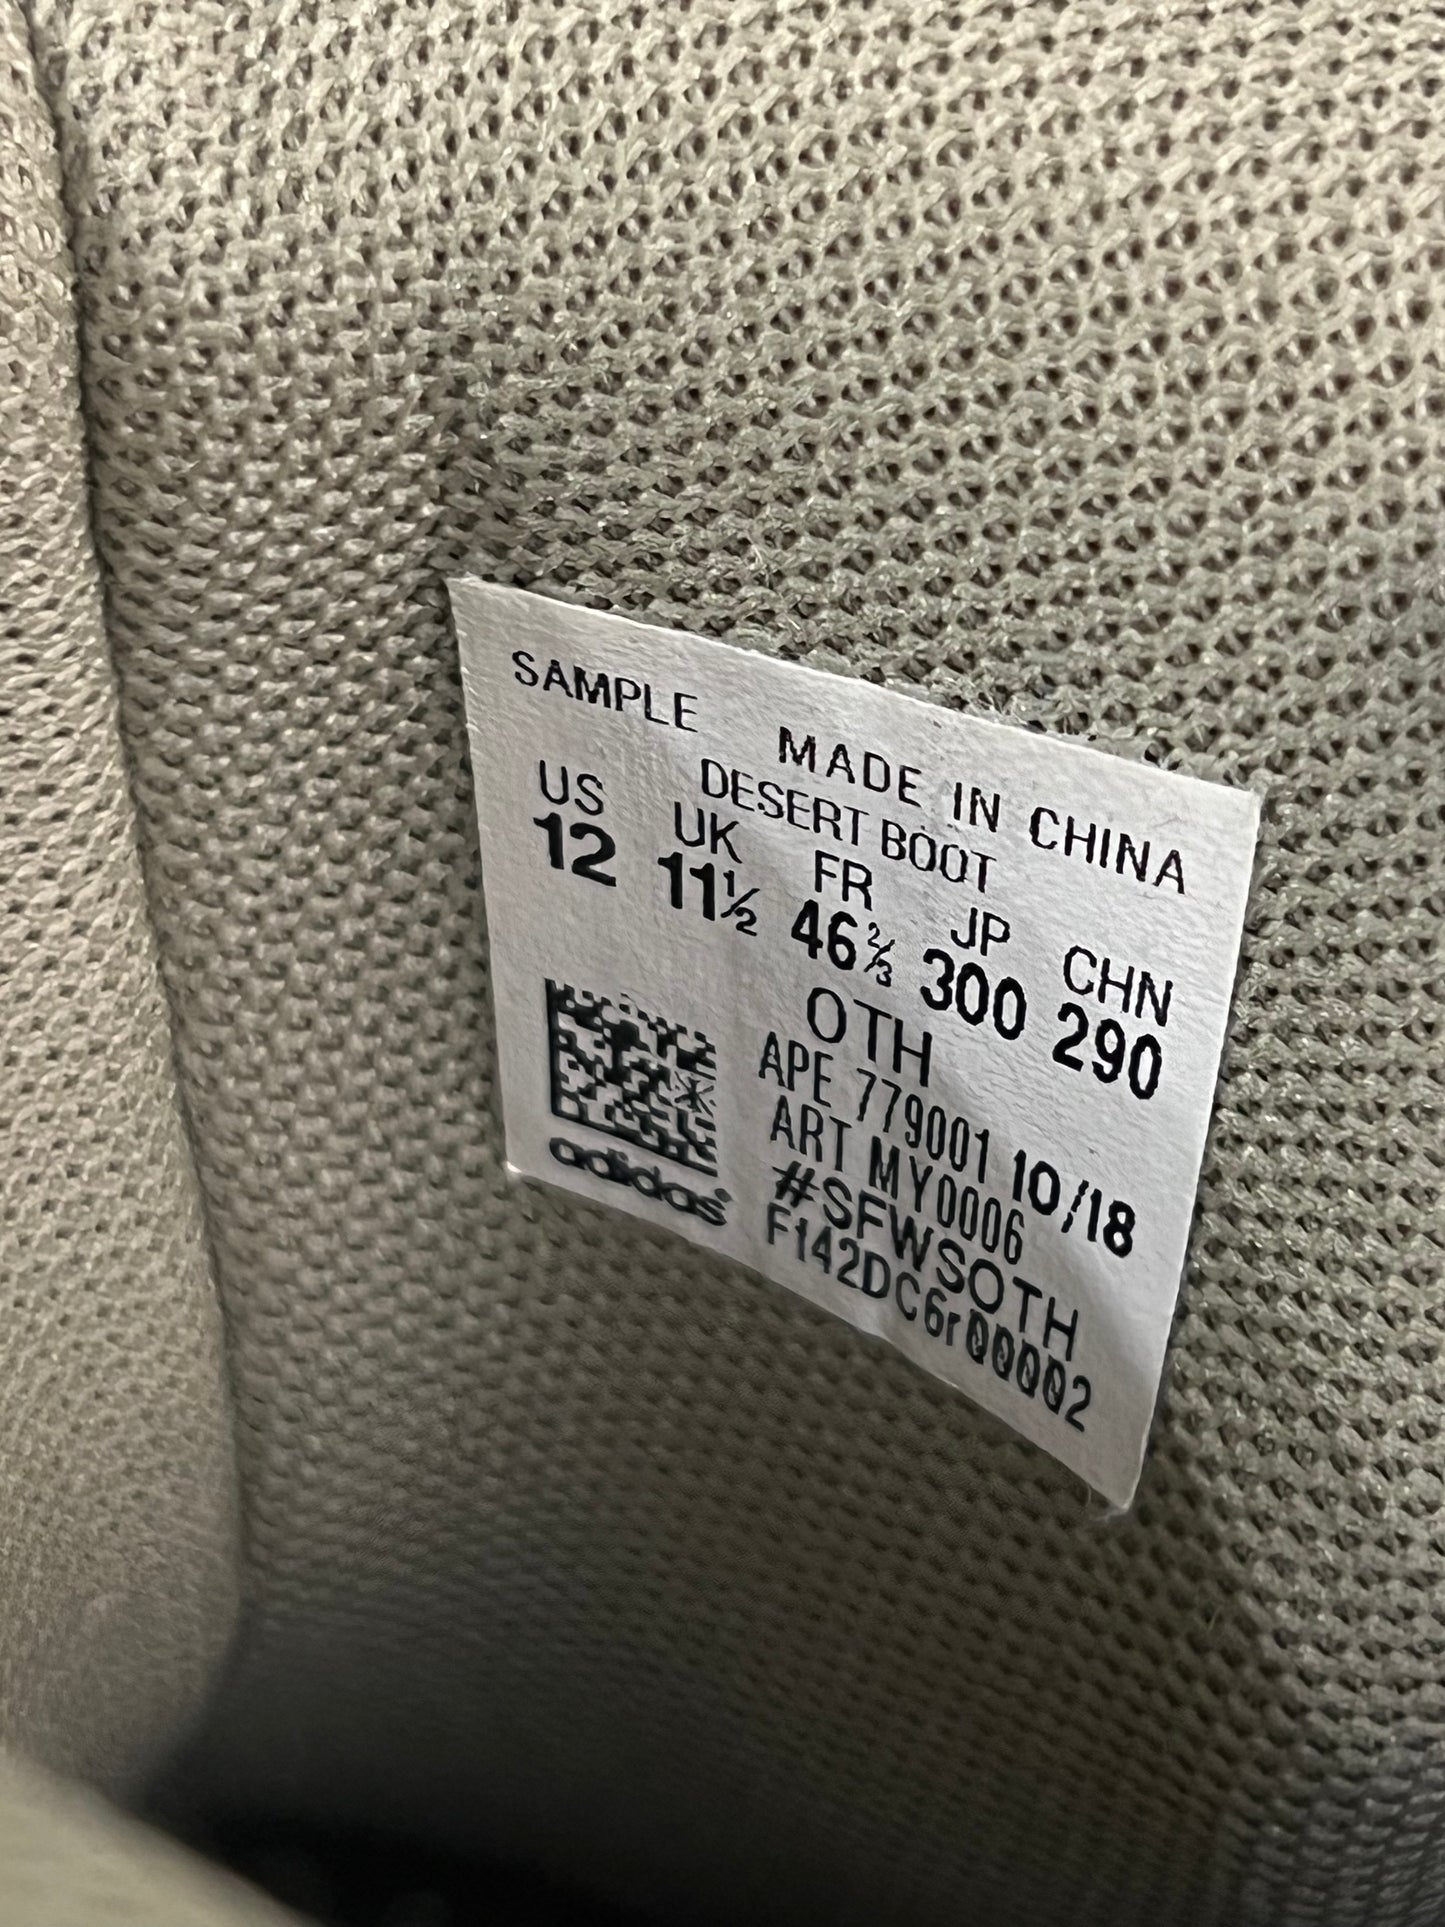 SAMPLE MADE IN CHINA
DESERT BOOT
US UK FR JP CHN
12 11½ 46⅔ 300 290
OTH
APE 779001 10/18
ART MY0006
#SFWSOTH
F142DC6r00002
adidas®